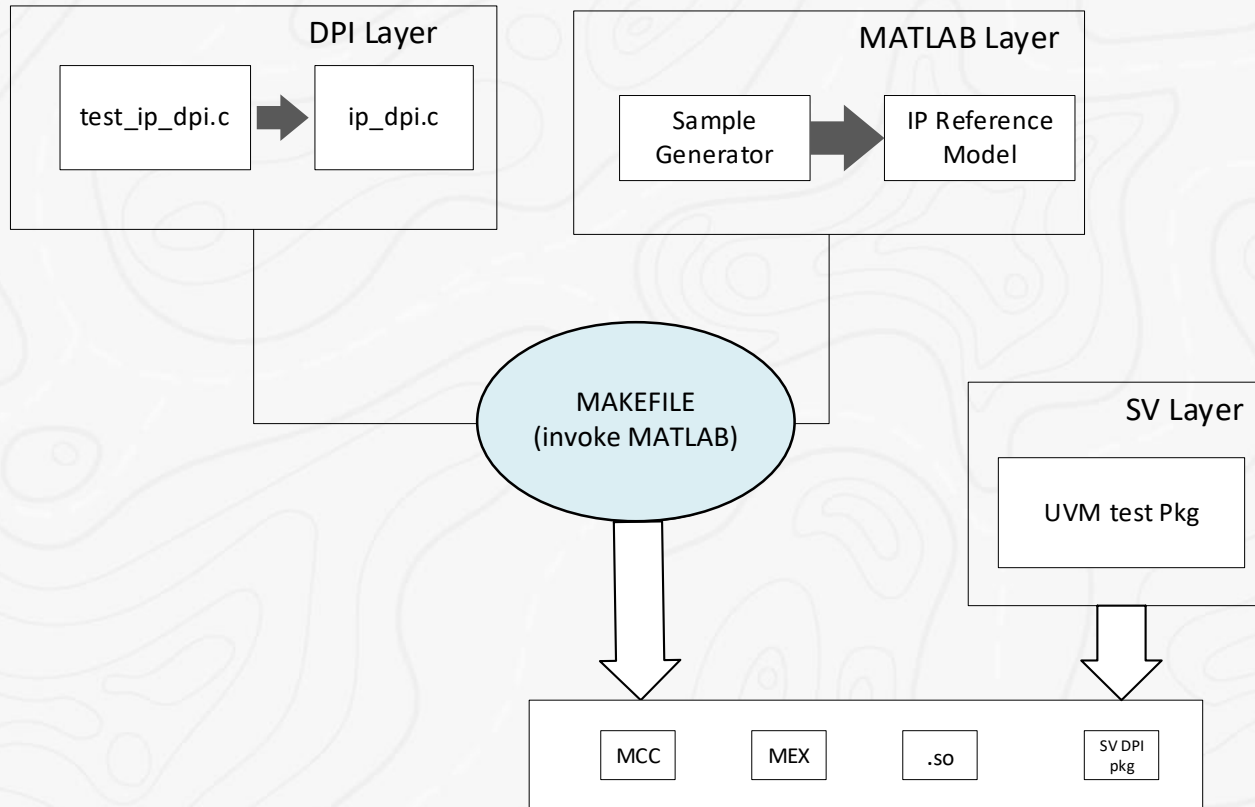 DPI Layer
test_ip_dpi.c
ip_dpi.c
MATLAB Layer
Sample
Generator
IP Reference
Model
MAKEFILE
(invoke MATLAB)
SV Layer
UVM test Pkg
MCC
MEX
.so
SV DPI
pkg